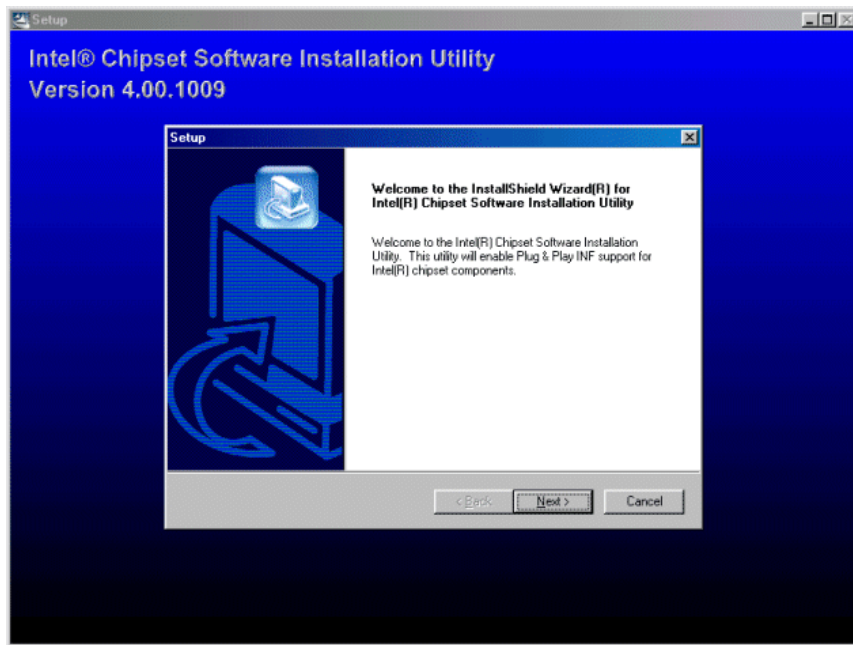 Setup
Intel® Chipset Software Installation Utility
Version 4.00.1009
Setup
Welcome to the InstallShield Wizard(R) for
Intel(R) Chipset Software Installation Utility
Welcome to the Intel(R) Chipset Software Installation
Utility. This utility will enable Plug & Play INF support for
Intel(R) chipset components.
< Back Next > Cancel